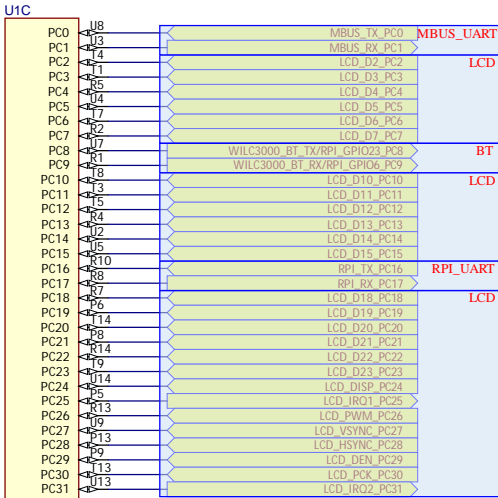 U1C
PC0 U8 MBUS_TX_PC0 MBUS_UART
PC1 U3 MBUS_RX_PC1
PC2 T4 LCD_D2_PC2 LCD
PC3 T1 LCD_D3_PC3
PC4 R5 LCD_D4_PC4
PC5 U4 LCD_D5_PC5
PC6 T7 LCD_D6_PC6
PC7 R2 LCD_D7_PC7
PC8 U7 WILC3000_BT_TX/RPI_GPIO23_PC8 BT
PC9 R1 WILC3000_BT_RX/RPI_GPIO6_PC9
PC10 T8 LCD_D10_PC10 LCD
PC11 T3 LCD_D11_PC11
PC12 T5 LCD_D12_PC12
PC13 R4 LCD_D13_PC13
PC14 U2 LCD_D14_PC14
PC15 U5 LCD_D15_PC15
PC16 R10 RPI_TX_PC16 RPI_UART
PC17 R8 RPI_RX_PC17
PC18 R7 LCD_D18_PC18 LCD
PC19 P6 LCD_D19_PC19
PC20 T14 LCD_D20_PC20
PC21 P8 LCD_D21_PC21
PC22 R14 LCD_D22_PC22
PC23 T9 LCD_D23_PC23
PC24 U14 LCD_DISP_PC24
PC25 P5 LCD_IRQ1_PC25
PC26 R13 LCD_PWM_PC26
PC27 U9 LCD_VSYNC_PC27
PC28 P13 LCD_HSYNC_PC28
PC29 P9 LCD_DEN_PC29
PC30 T13 LCD_PCK_PC30
PC31 U13 LCD_IRQ2_PC31